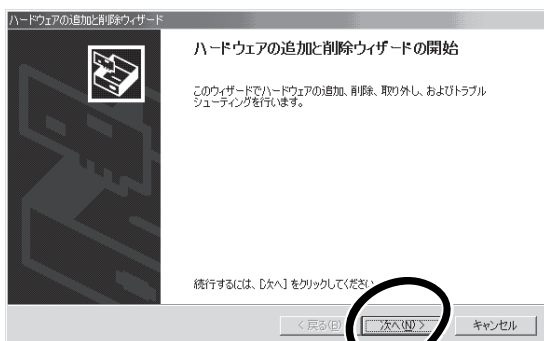 ハードウェアの追加と削除ウィザード
ハードウェアの追加と削除ウィザードの開始
このウィザードでハードウェアの追加、削除、取り外し、およびトラブル
シューティングを行います。
続行するには、[次へ] をクリックしてください
< 戻る(B)
次へ(N) >
キャンセル